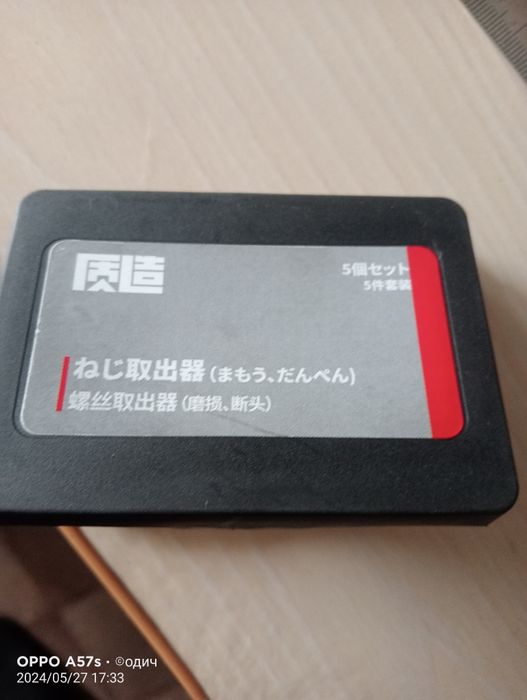 质造
5個セット
5件套装
ねじ取出器(まもう、だんぺん)
螺丝取出器(磨损、断头)
OPPO A57s · ©одич
2024/05/27 17:33